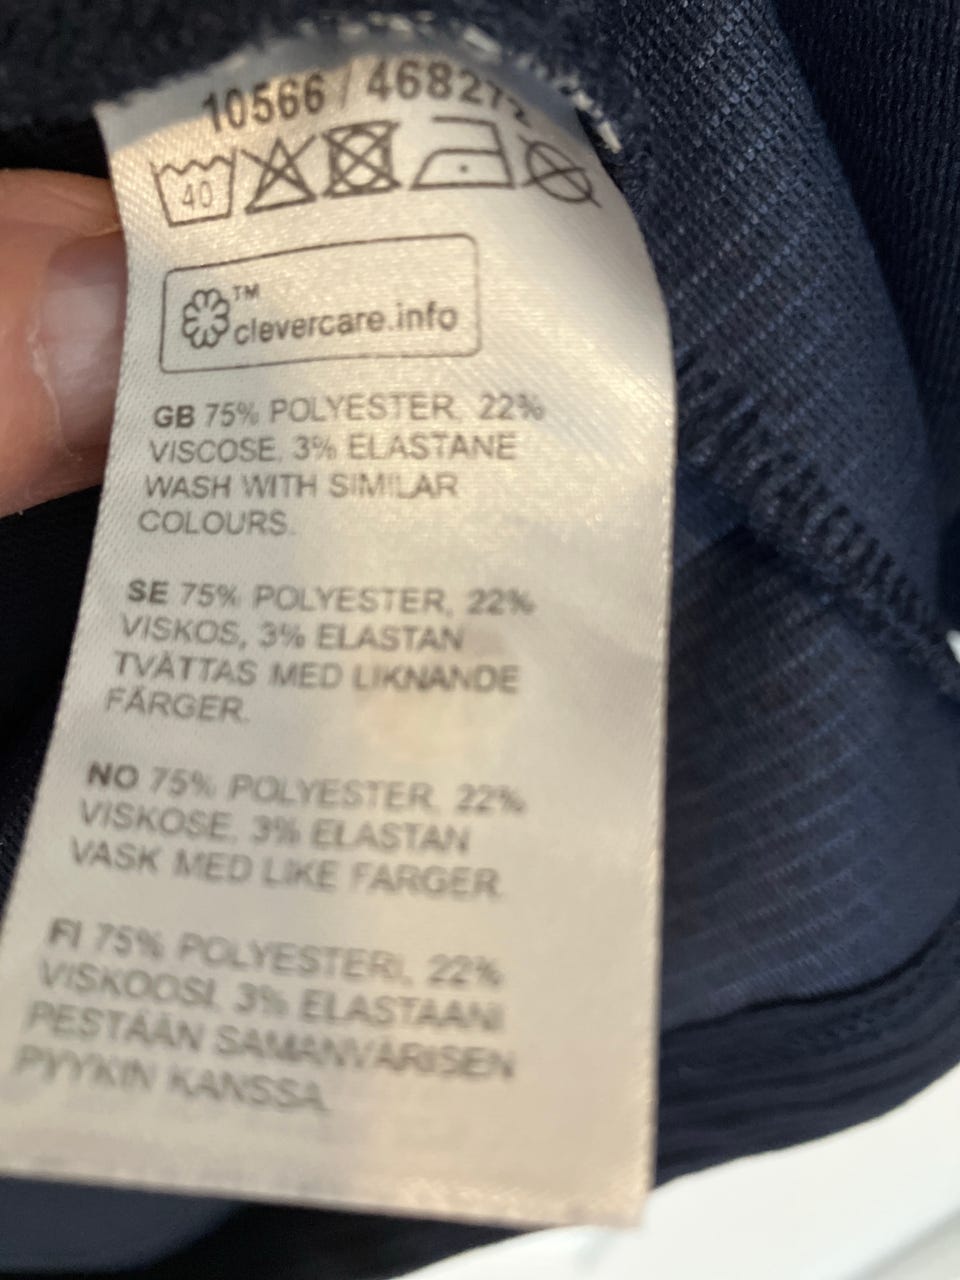 10566 / 468272
40
TM
clevercare.info
GB 75% POLYESTER, 22%
VISCOSE, 3% ELASTANE
WASH WITH SIMILAR
COLOURS.
SE 75% POLYESTER, 22%
VISKOS, 3% ELASTAN
TVÄTTAS MED LIKNANDE
FÄRGER.
NO 75% POLYESTER, 22%
VISKOSE, 3% ELASTAN
VASK MED LIKE FARGER.
FI 75% POLYESTERI, 22%
VISKOOSI, 3% ELASTAANI
PESTÄÄN SAMANVÄRISEN
PYYKIN KANSSA.